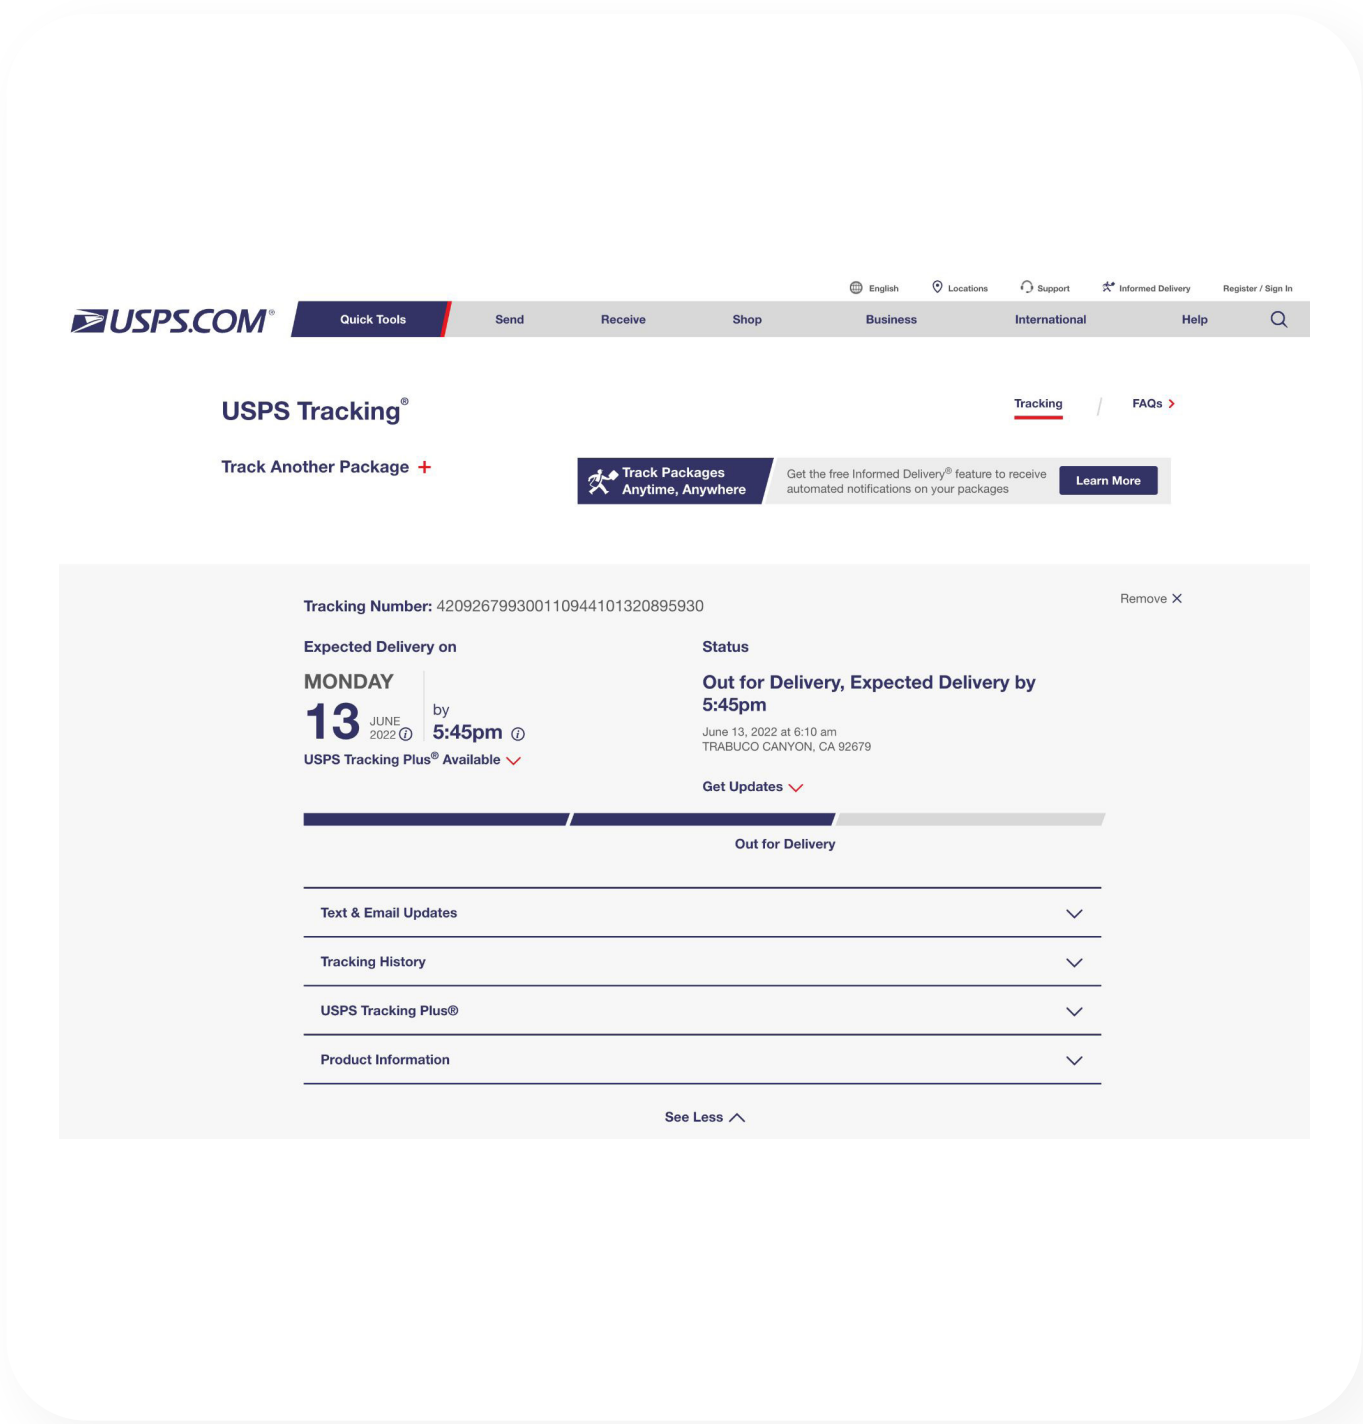 English Locations Support Informed Delivery Register / Sign In
USPS.COM® Quick Tools Send Receive Shop Business International Help
USPS Tracking®
Tracking FAQs
Track Another Package +
Track Packages
Anytime, Anywhere
Get the free Informed Delivery® feature to receive
automated notifications on your packages
Learn More
Tracking Number: 420926799300110944101320895930
Remove X
Expected Delivery on
MONDAY
13 JUNE
2022
by
5:45pm
USPS Tracking Plus® Available
Status
Out for Delivery, Expected Delivery by
5:45pm
June 13, 2022 at 6:10 am
TRABUCO CANYON, CA 92679
Get Updates
Out for Delivery
Text & Email Updates
Tracking History
USPS Tracking Plus®
Product Information
See Less